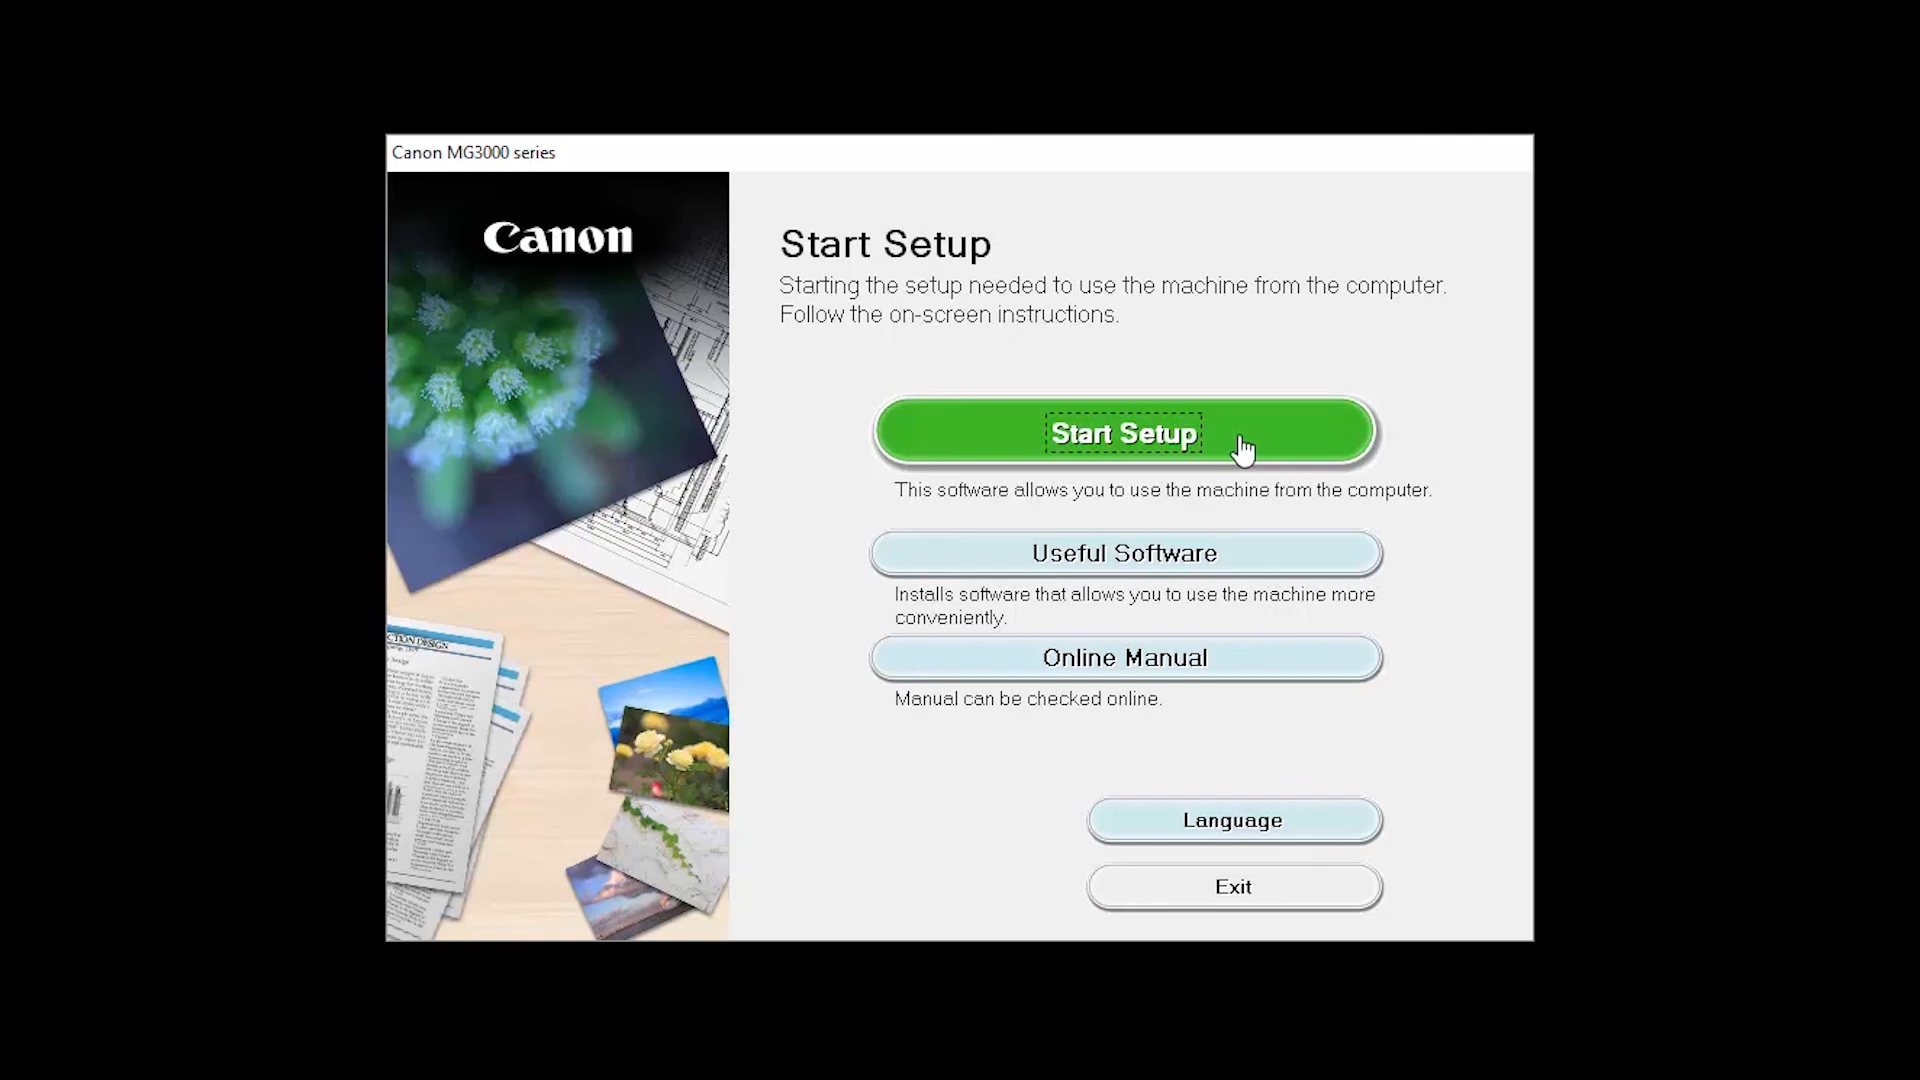 Canon MG3000 series
Canon
Start Setup
Starting the setup needed to use the machine from the computer.
Follow the on-screen instructions.
Start Setup
This software allows you to use the machine from the computer.
Useful Software
Installs software that allows you to use the machine more
conveniently.
Online Manual
Manual can be checked online.
Language
Exit
CTION DESIGN